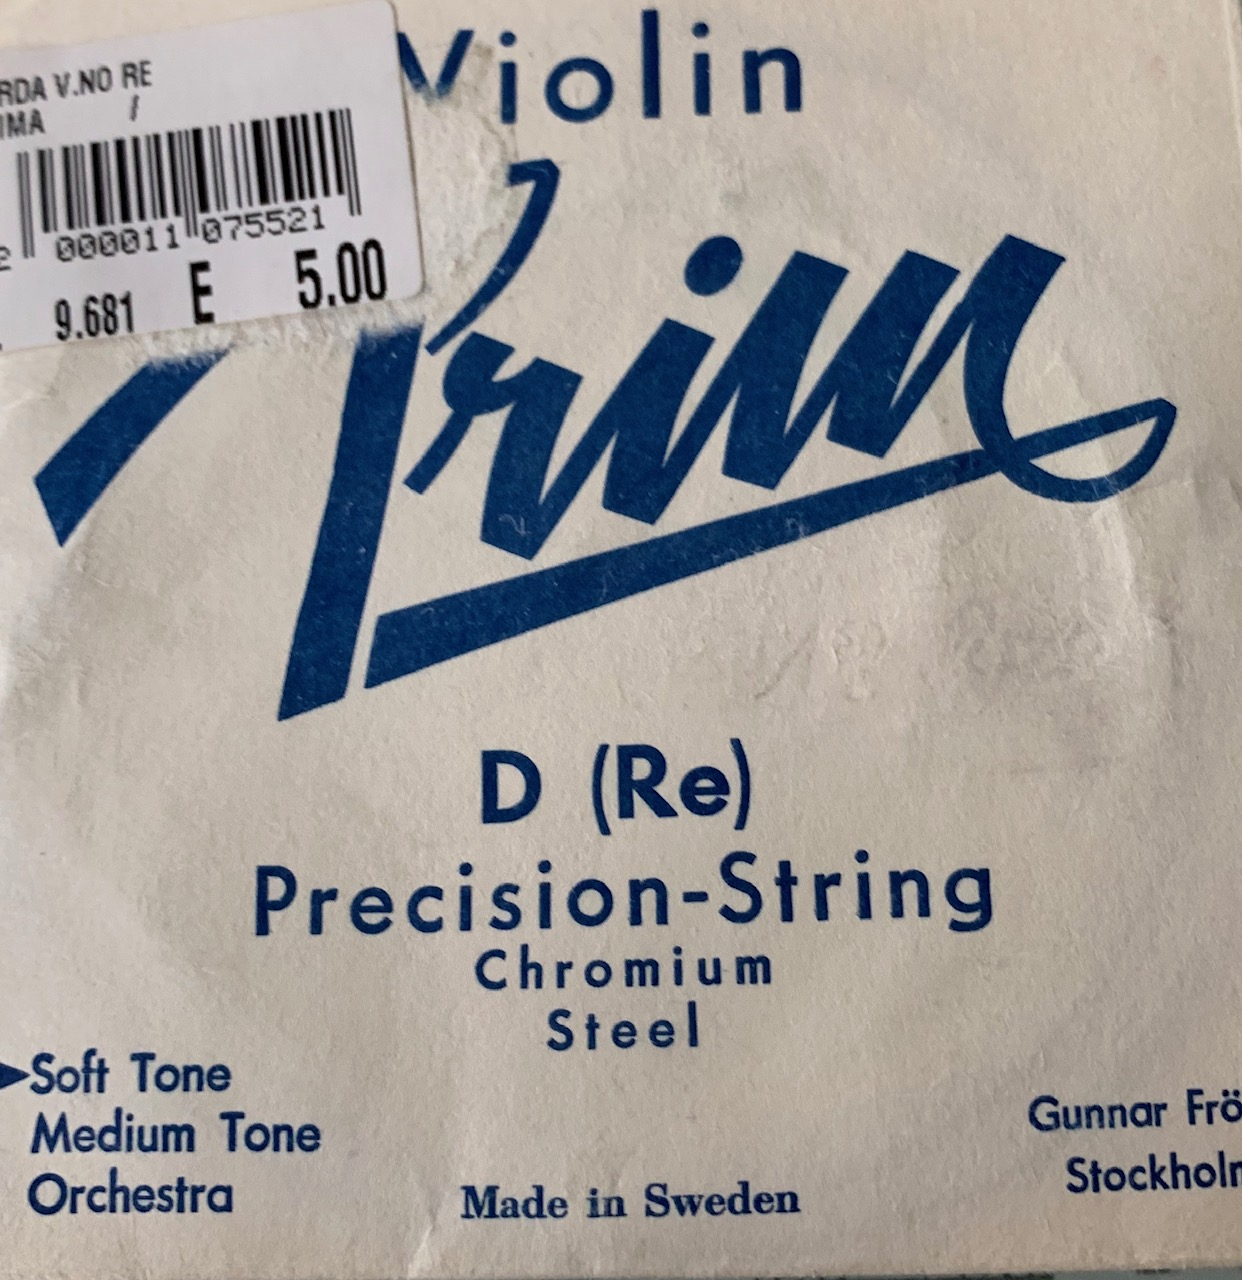 RDA V.NO RE
IMA
2 000011 075521
9.681 E 5.00
Violin
Prim
D (Re)
Precision-String
Chromium
Steel
Soft Tone
Medium Tone
Orchestra
Made in Sweden
Gunnar Frö
Stockholm